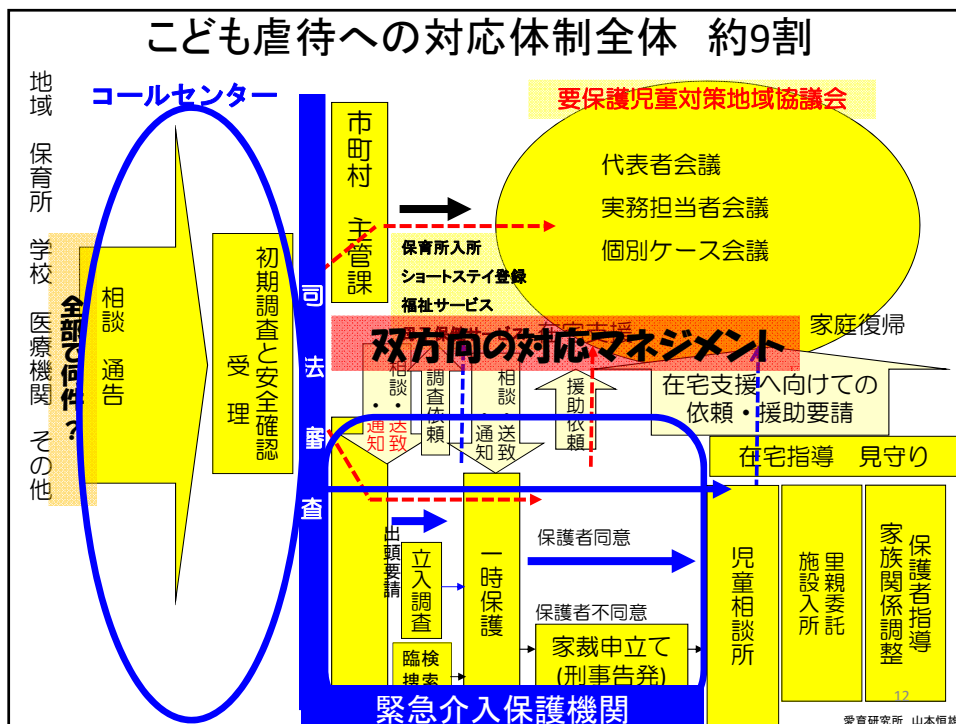 こども虐待への対応体制全体 約9割
地域 保育所 学校 医療機関 その他
コールセンター
全部で何件?
相談 通告
初期調査と安全確認
受理
司法審査
市町村 主管課
要保護児童対策地域協議会
代表者会議
実務担当者会議
個別ケース会議
保育所入所
ショートステイ登録
福祉サービス
双方向の対応マネジメント
家庭復帰
相談・送致
・通知
調査依頼
相談・送致
・通知
援助依頼
在宅支援へ向けての
依頼・援助要請
在宅指導 見守り
出頭要請
立入調査
臨検
捜索
一時保護
保護者同意
保護者不同意
家裁申立て
(刑事告発)
児童相談所
里親委託
施設入所
保護者指導
家族関係調整
緊急介入保護機関
12
愛育研究所 山本恒雄